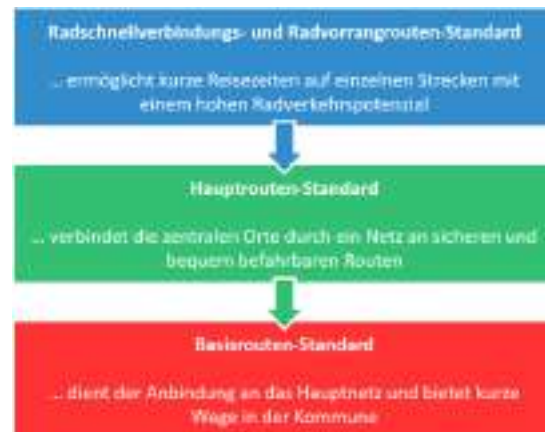 Radschnellverbindungs- und Radvorrangrouten-Standard
... ermöglicht kurze Reisezeiten auf einzelnen Strecken mit
einem hohen Radverkehrspotenzial
Hauptrouten-Standard
... verbindet die zentralen Orte durch ein Netz an sicheren und
bequem befahrbaren Routen
Basisrouten-Standard
... dient der Anbindung an das Hauptnetz und bietet kurze
Wege in der Kommune